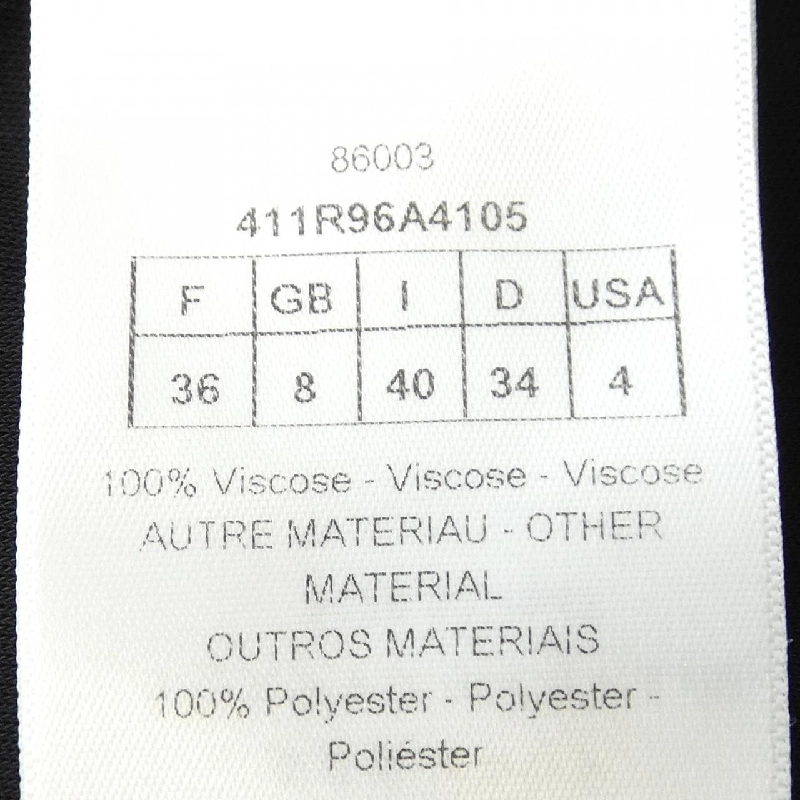 86003
411R96A4105
F GB I D USA
36 8 40 34 4
100% Viscose - Viscose - Viscose
AUTRE MATERIAU - OTHER
MATERIAL
OUTROS MATERIAIS
100% Polyester - Polyester -
Poliéster